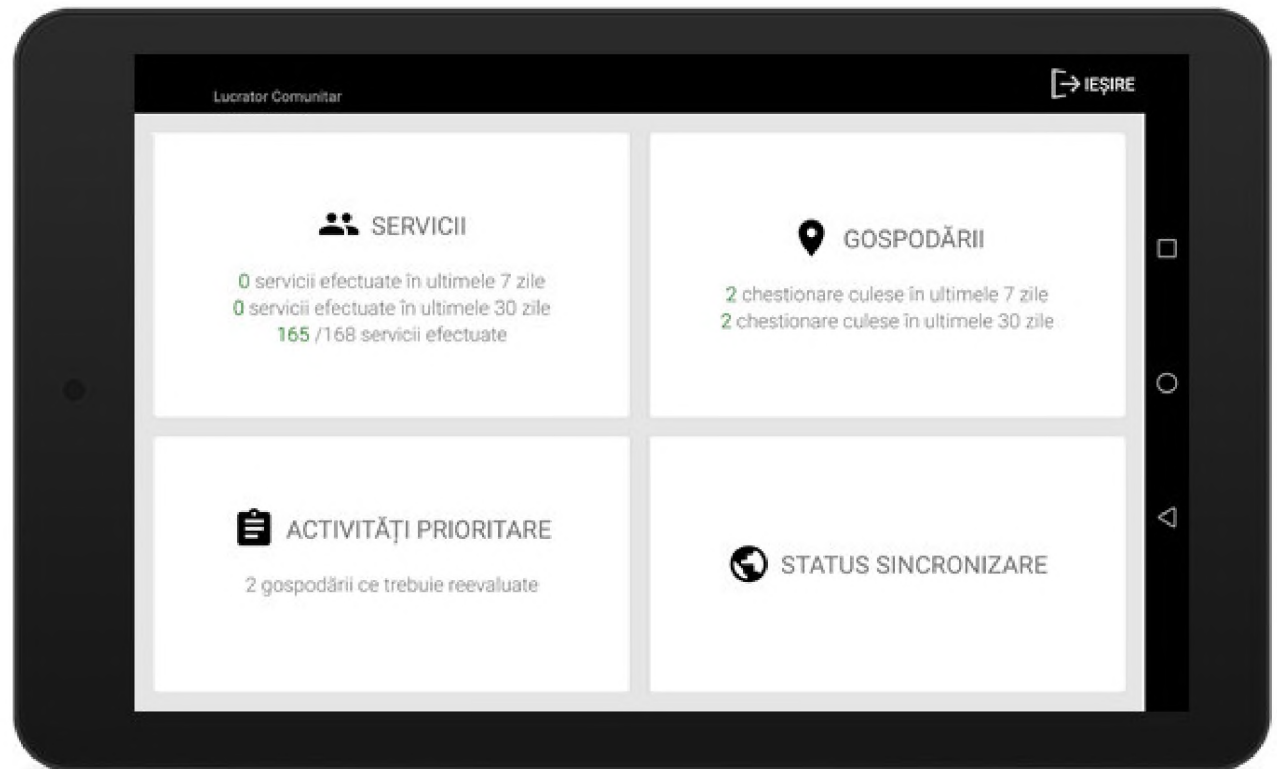 Lucrator Comunitar
IEȘIRE
SERVICII
0 servicii efectuate în ultimele 7 zile
0 servicii efectuate în ultimele 30 zile
165 /168 servicii efectuate
GOSPODĂRII
2 chestionare culese în ultimele 7 zile
2 chestionare culese în ultimele 30 zile
ACTIVITĂȚI PRIORITARE
2 gospodării ce trebuie reevaluate
STATUS SINCRONIZARE